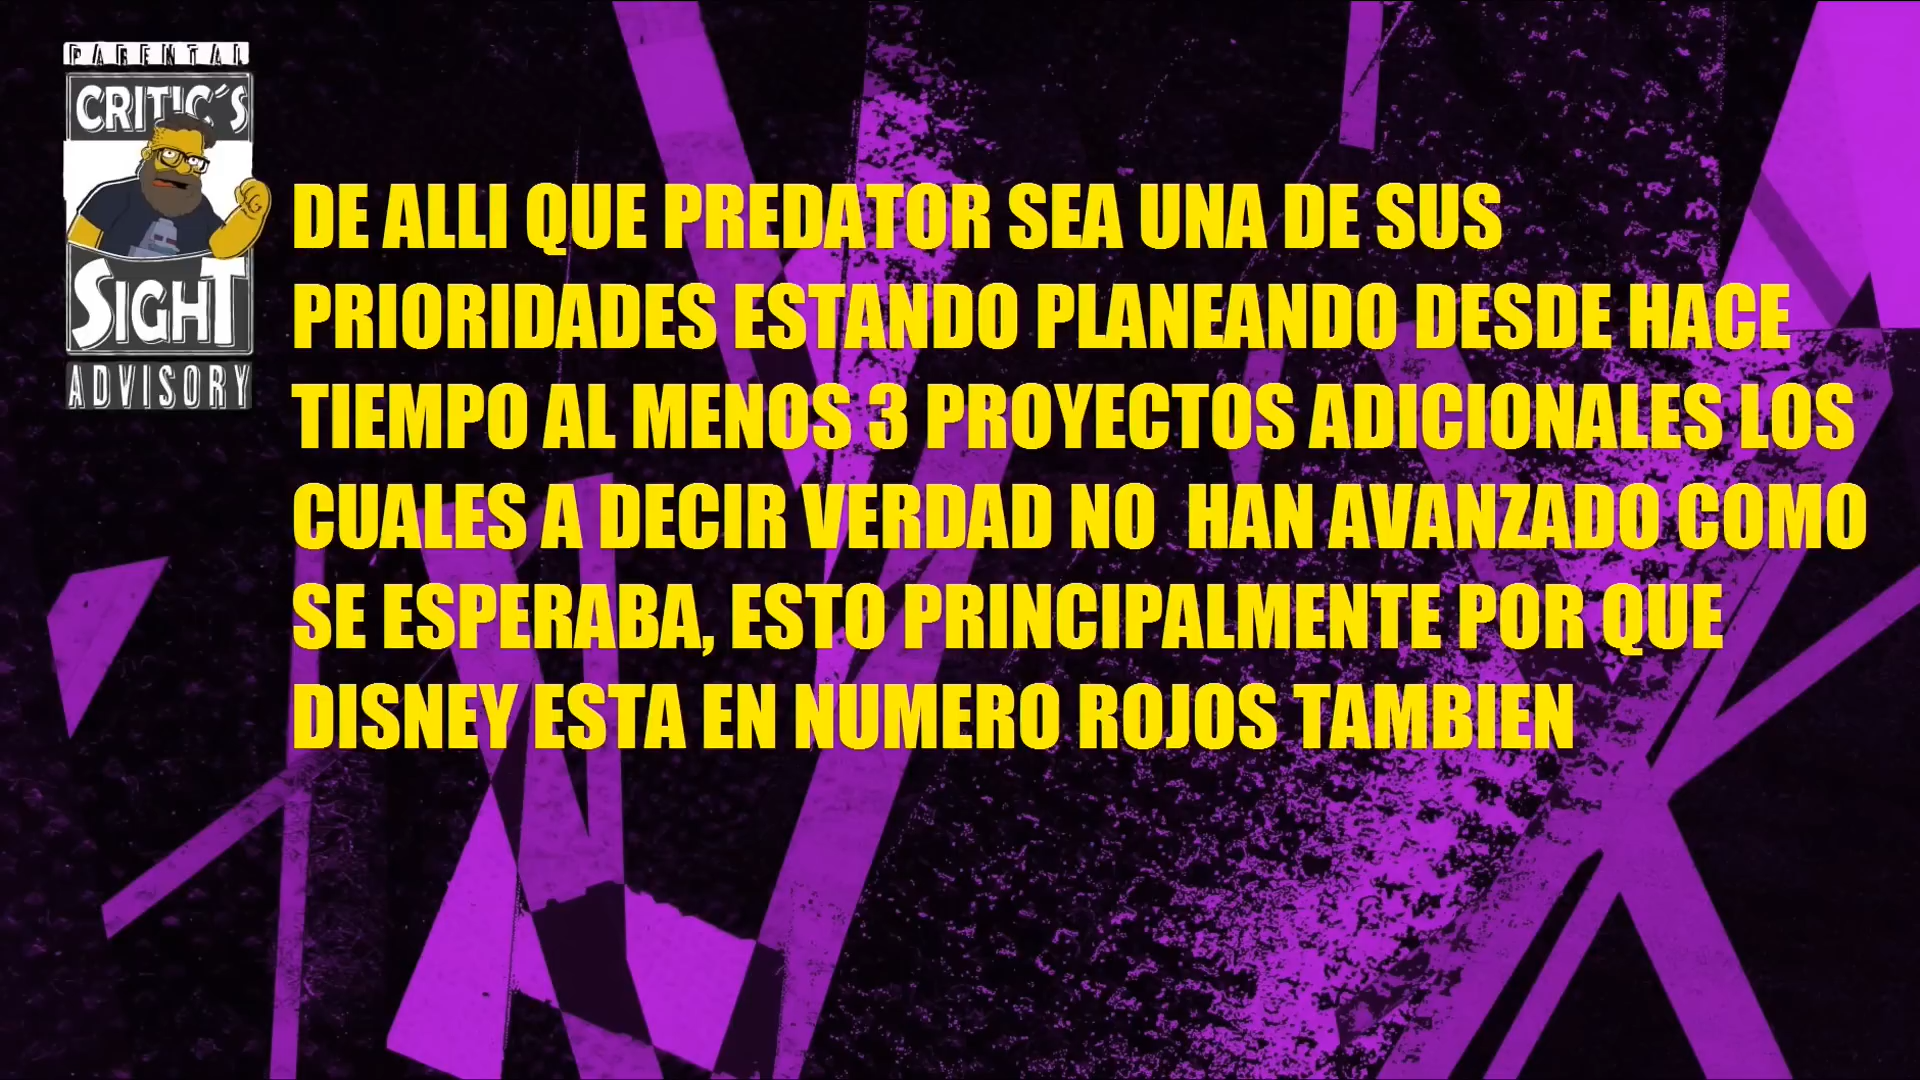 PARENTAL
CRITIC´S
SIGHT
ADVISORY
DE ALLI QUE PREDATOR SEA UNA DE SUS
PRIORIDADES ESTANDO PLANEANDO DESDE HACE
TIEMPO AL MENOS 3 PROYECTOS ADICIONALES LOS
CUALES A DECIR VERDAD NO  HAN AVANZADO COMO
SE ESPERABA, ESTO PRINCIPALMENTE POR QUE
DISNEY ESTA EN NUMERO ROJOS TAMBIEN